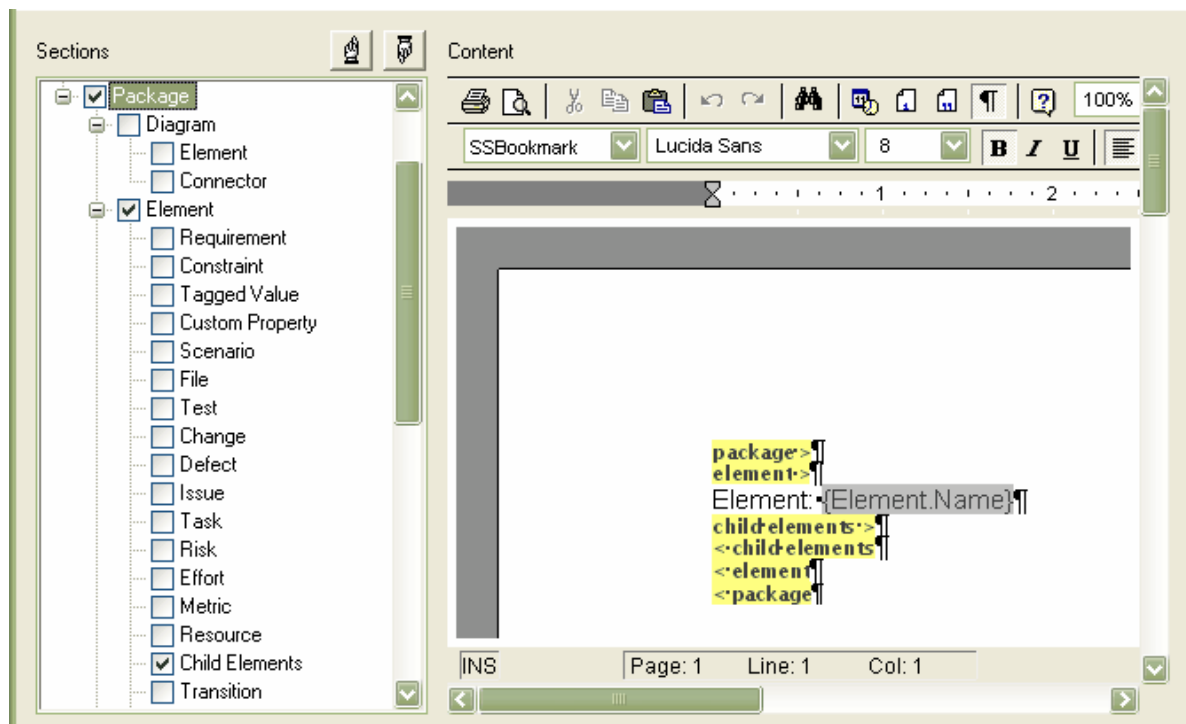 Sections
Package
Diagram
Element
Connector
Element
Requirement
Constraint
Tagged Value
Custom Property
Scenario
File
Test
Change
Defect
Issue
Task
Risk
Effort
Metric
Resource
Child Elements
Transition
Content
100%
SSBookmark Lucida Sans 8 B I U
1 2
package >¶
element >¶
Element: {Element.Name}¶
child elements >¶
< child elements¶
< element¶
< package¶
INS Page: 1 Line: 1 Col: 1